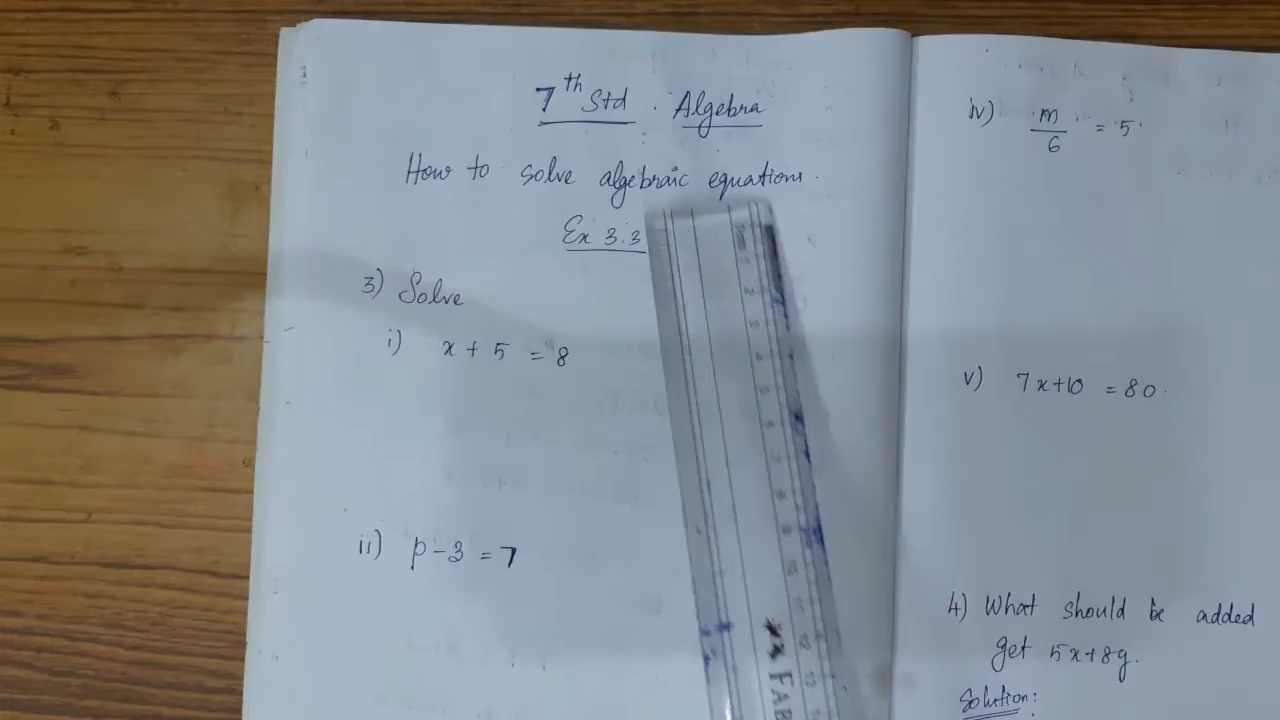 7th Std . Algebra
How to solve algebraic equations.
Ex 3.3
3) Solve
i) x + 5 = 8
ii) p - 3 = 7
iv) m/6 = 5
v) 7x+10 = 80.
4) What should be added
get 5x+8y.
Solution:
FAB